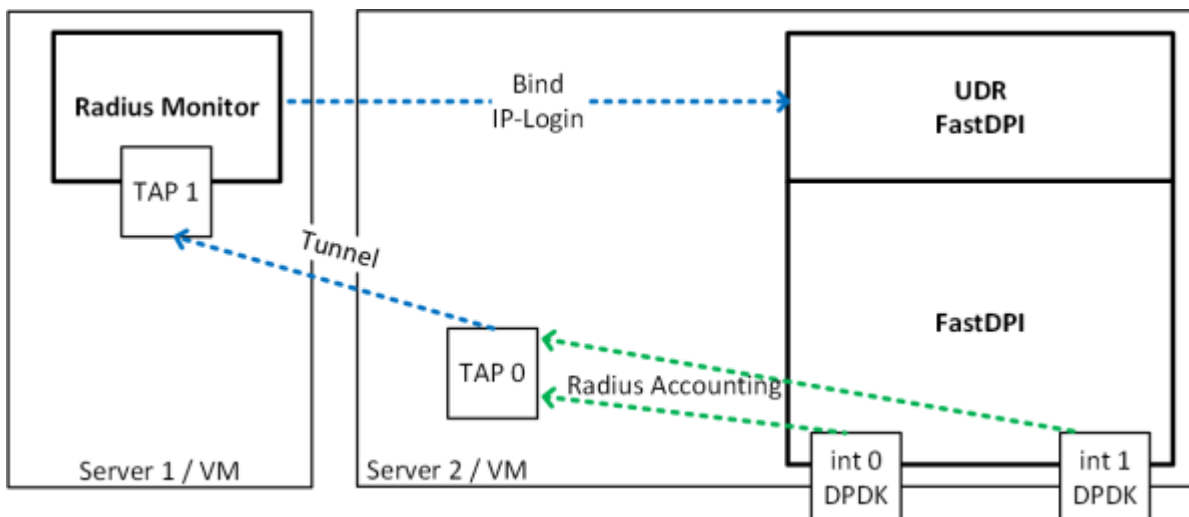 Radius Monitor
TAP 1
Bind
IP-Login
UDR
FastDPI
Tunnel
FastDPI
TAP 0
Radius Accounting
Server 1 / VM
Server 2 / VM
int 0
DPDK
int 1
DPDK